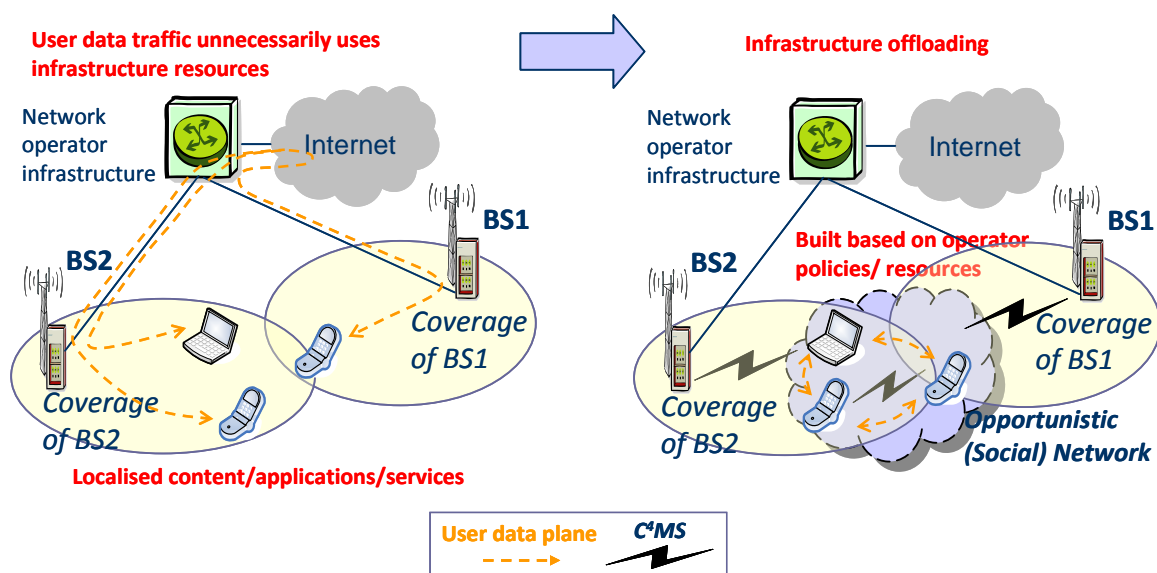 User data traffic unnecessarily uses
infrastructure resources
Network
operator
infrastructure
Internet
BS1
BS2
Coverage
of BS1
Coverage
of BS2
Localised content/applications/services
Infrastructure offloading
Network
operator
infrastructure
Internet
BS1
Built based on operator
policies/ resources
BS2
Coverage
of BS1
Coverage
of BS2
Opportunistic
(Social) Network
User data plane
C⁴MS